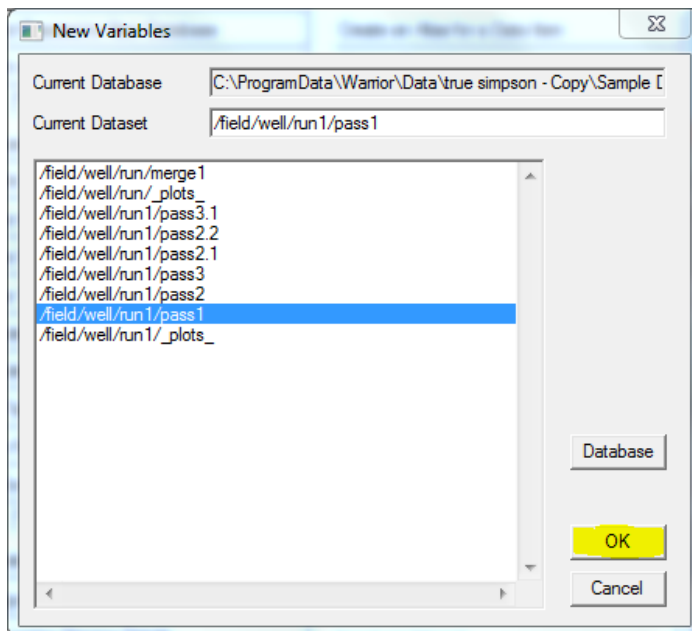 New Variables
Current Database C:\ProgramData\Warrior\Data\true simpson - Copy\Sample D
Current Dataset /field/well/run1/pass1
/field/well/run/merge1
/field/well/run/_plots_
/field/well/run1/pass3.1
/field/well/run1/pass2.2
/field/well/run1/pass2.1
/field/well/run1/pass3
/field/well/run1/pass2
/field/well/run1/pass1
/field/well/run1/_plots_
Database
OK
Cancel